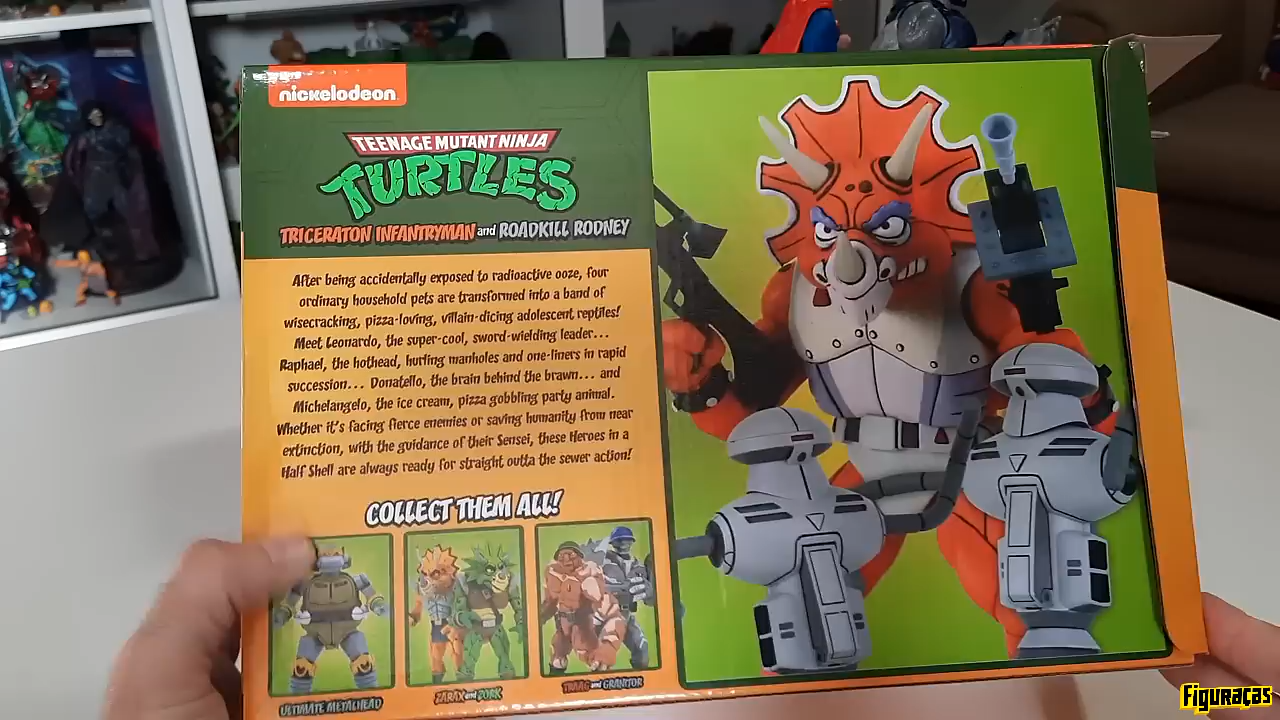 nickelodeon
TEENAGE MUTANT NINJA
TURTLES
TRICERATON INFANTRYMAN and ROADKILL RODNEY
After being accidentally exposed to radioactive ooze, four
ordinary household pets are transformed into a band of
wisecracking, pizza-loving, villain-dicing adolescent reptiles!
Meet Leonardo, the super-cool, sword-wielding leader...
Raphael, the hothead, hurling manholes and one-liners in rapid
succession... Donatello, the brain behind the brawn... and
Michelangelo, the ice cream, pizza gobbling party animal.
Whether it's facing fierce enemies or saving humanity from near
extinction, with the guidance of their Sensei, these Heroes in a
Half Shell are always ready for straight outta the sewer action!
COLLECT THEM ALL!
ULTIMATE METALHEAD
ZARAX and ZORK
TRAAG and GRANITOR
Figuraças